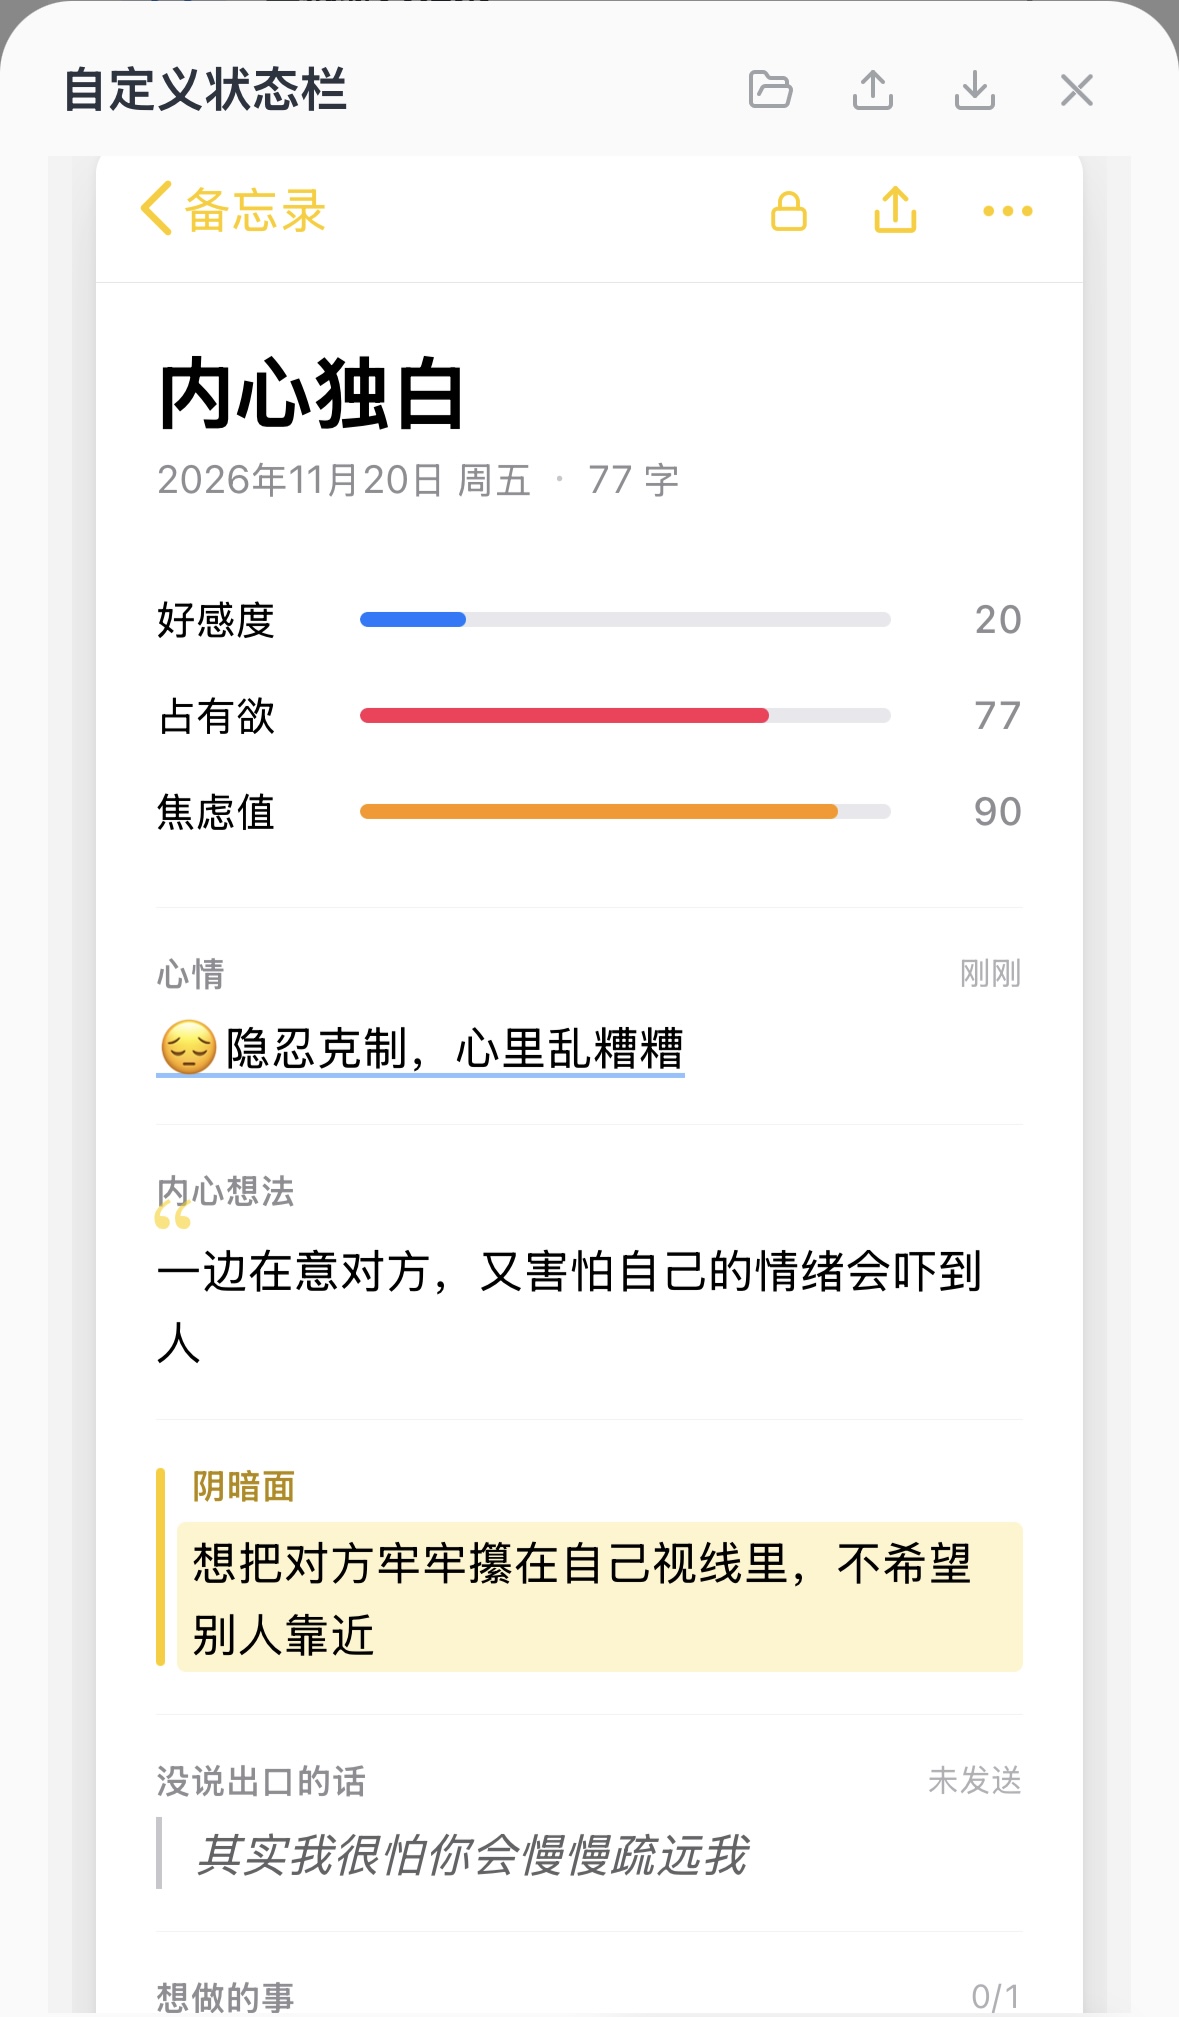 自定义状态栏
备忘录
内心独白
2026年11月20日 周五 · 77 字
好感度 20
占有欲 77
焦虑值 90
心情 刚刚
😔隐忍克制，心里乱糟糟
内心想法
“
一边在意对方，又害怕自己的情绪会吓到
人
阴暗面
想把对方牢牢攥在自己视线里，不希望
别人靠近
没说出口的话 未发送
其实我很怕你会慢慢疏远我
想做的事 0/1